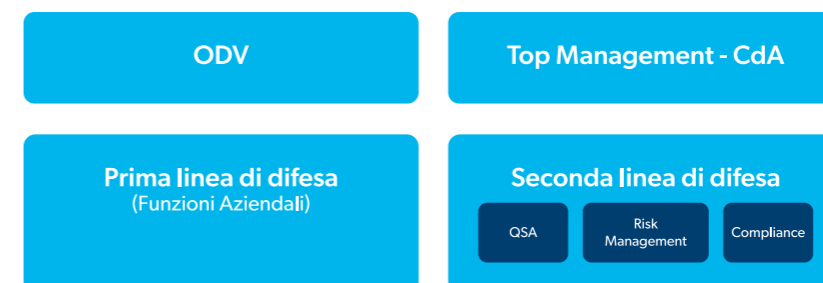 ODV
Top Management - CdA
Prima linea di difesa
(Funzioni Aziendali)
Seconda linea di difesa
QSA
Risk
Management
Compliance